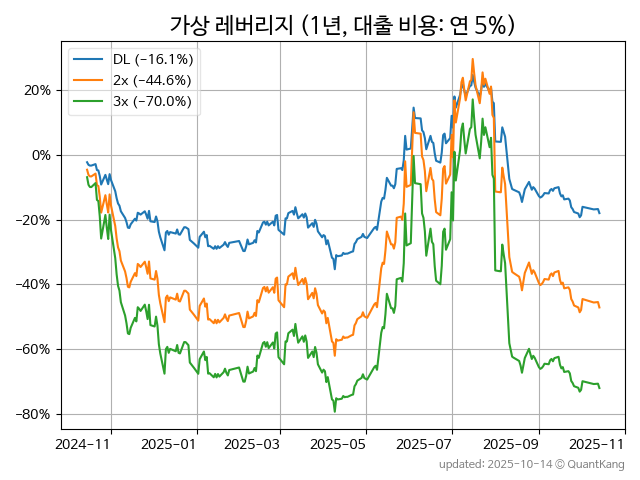 가상 레버리지 (1년, 대출 비용: 연 5%)
DL (−16.1%)
2x (−44.6%)
3x (−70.0%)
20%
0%
−20%
−40%
−60%
−80%
2024-11
2025-01
2025-03
2025-05
2025-07
2025-09
2025-11
updated: 2025-10-14 © QuantKang